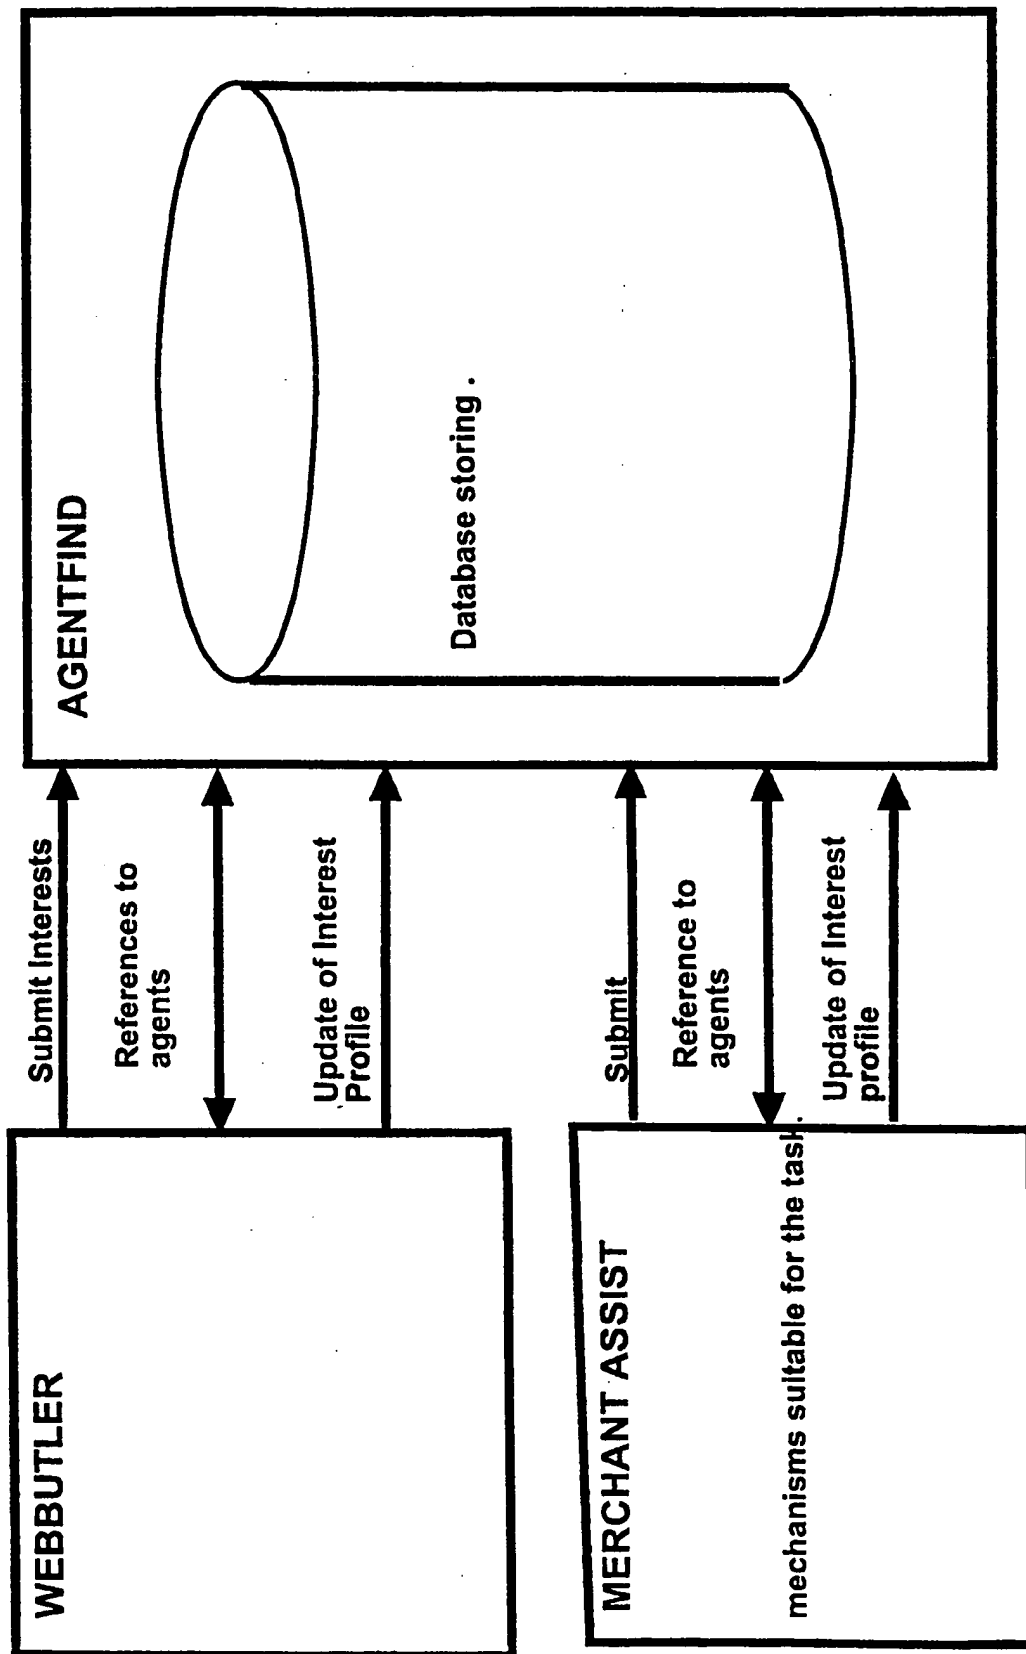 WEBBUTLER
Submit Interests
References to
agents
Update of Interest
Profile
AGENTFIND
Database storing .
MERCHANT ASSIST
mechanisms suitable for the task.
Submit
Reference to
agents
Update of Interest
profile